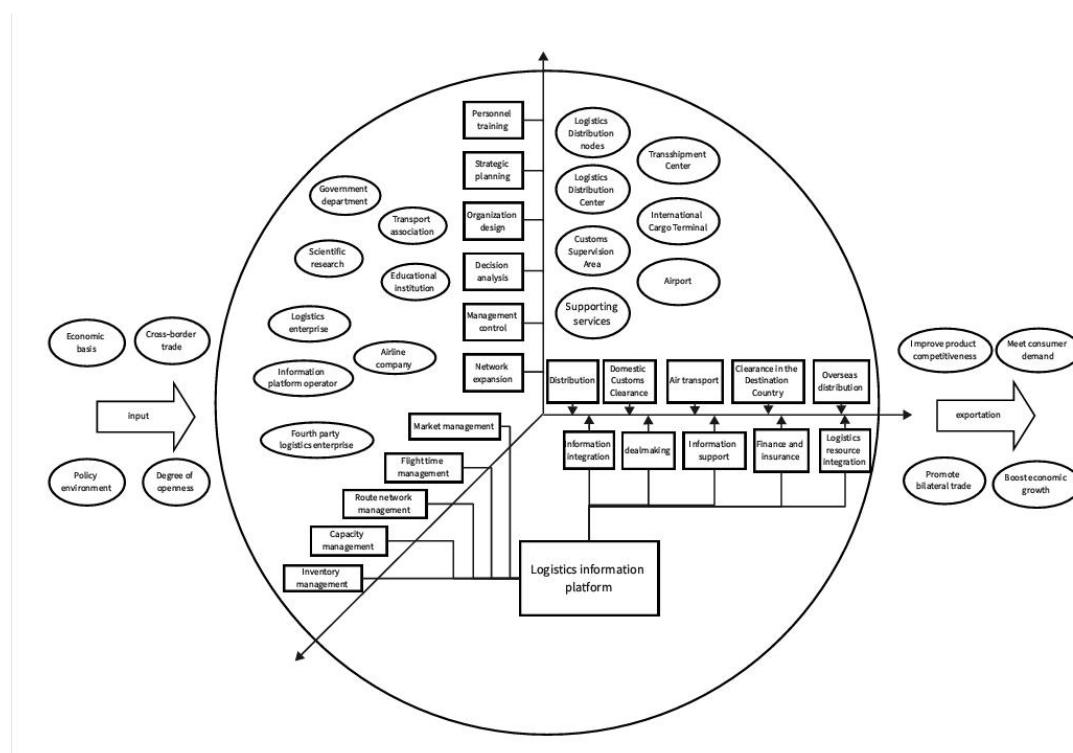 Personnel
training
Strategic
planning
Organization
design
Decision
analysis
Management
control
Network
expansion
Logistics
Distribution
nodes
Transshipment
Center
Logistics
Distribution
Center
International
Cargo Terminal
Customs
Supervision
Area
Airport
Supporting
services
Government
department
Transport
association
Scientific
research
Educational
institution
Logistics
enterprise
Airline
company
Information
platform operator
Fourth party
logistics enterprise
Economic
basis
Cross-border
trade
input
Policy
environment
Degree of
openness
Distribution
Domestic
Customs
Clearance
Air transport
Clearance in the
Destination
Country
Overseas
distribution
Information
integration
dealmaking
Information
support
Finance and
insurance
Logistics
resource
integration
Market management
Flight time
management
Route network
management
Capacity
management
Inventory
management
Logistics information
platform
Improve product
competitiveness
Meet consumer
demand
exportation
Promote
bilateral trade
Boost economic
growth